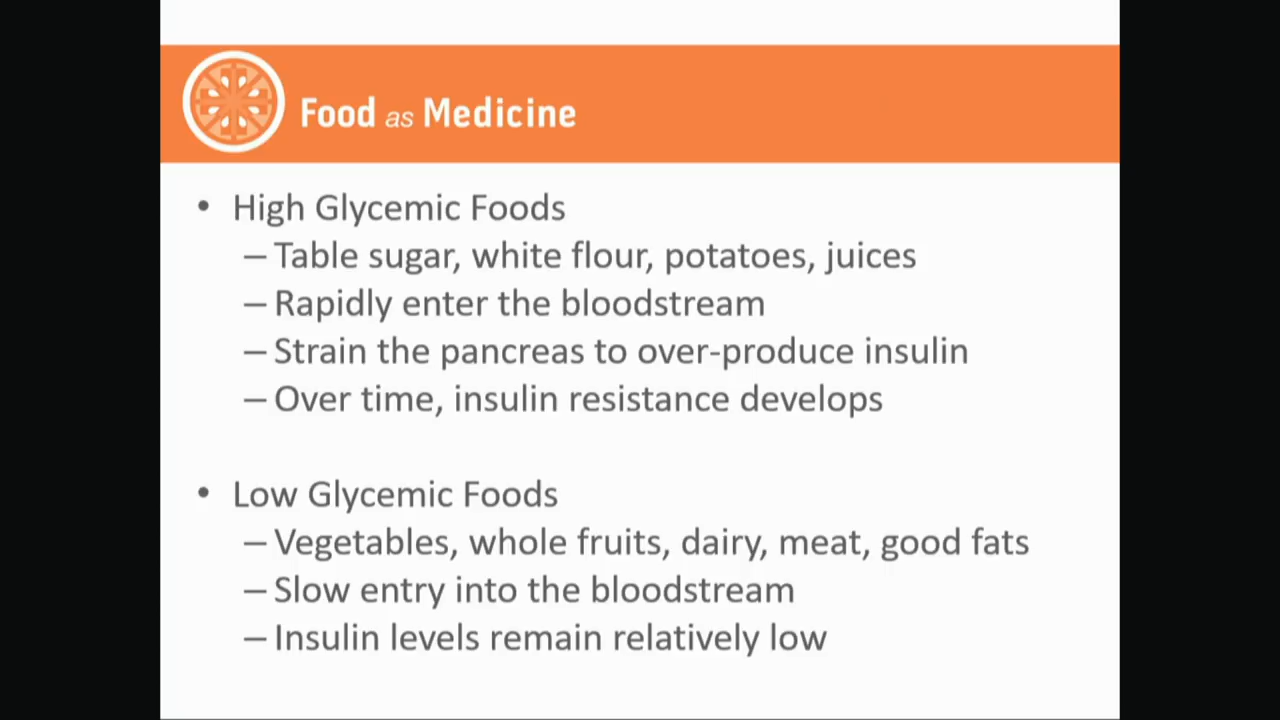 Food as Medicine
• High Glycemic Foods
– Table sugar, white flour, potatoes, juices
– Rapidly enter the bloodstream
– Strain the pancreas to over-produce insulin
– Over time, insulin resistance develops
• Low Glycemic Foods
– Vegetables, whole fruits, dairy, meat, good fats
– Slow entry into the bloodstream
– Insulin levels remain relatively low